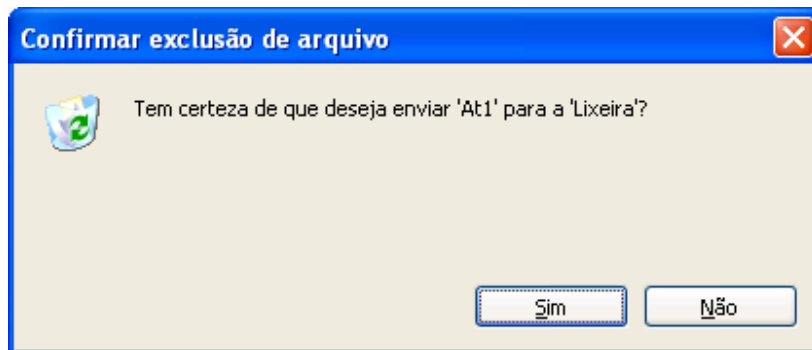 Confirmar exclusão de arquivo
Tem certeza de que deseja enviar 'At1' para a 'Lixeira'?
Sim
Não